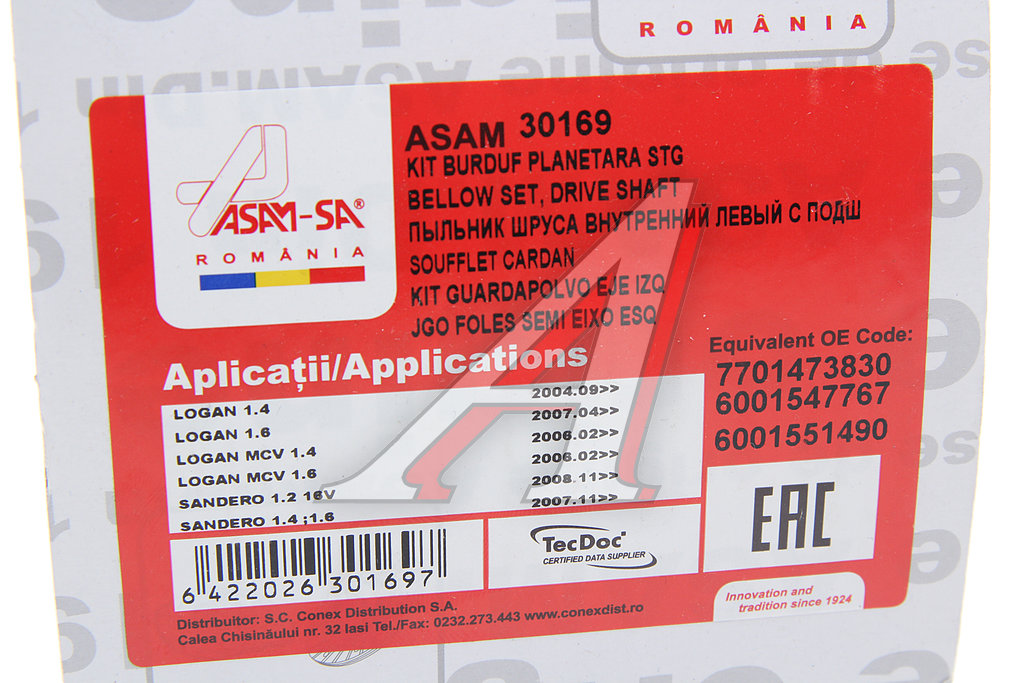 ROMÂNIA
ASAM-SA®
ROMÂNIA
ASAM 30169
KIT BURDUF PLANETARA STG
BELLOW SET, DRIVE SHAFT
ПЫЛЬНИК ШРУСА ВНУТРЕННИЙ ЛЕВЫЙ С ПОДШ
SOUFFLET CARDAN
KIT GUARDAPOLVO EJE IZQ
JGO FOLES SEMI EIXO ESQ
Aplicații/Applications
LOGAN 1.4 2004.09>>
LOGAN 1.6 2007.04>>
LOGAN MCV 1.4 2006.02>>
LOGAN MCV 1.6 2006.02>>
SANDERO 1.2 16V 2008.11>>
SANDERO 1.4 ;1.6 2007.11>>
Equivalent OE Code:
7701473830
6001547767
6001551490
EAC
6 422026 301697
TecDoc
CERTIFIED DATA SUPPLIER
Innovation and
tradition since 1924
Distribuitor: S.C. Conex Distribution S.A.
Calea Chisinăului nr. 32 Iasi Tel./Fax: 0232.273.443 www.conexdist.ro